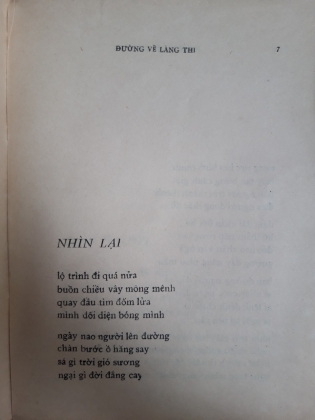 ĐƯỜNG VỀ LÀNG THI 7
NHÌN LẠI
lộ trình đi quá nửa
buồn chiều vây mông mênh
quay đầu tìm đốm lửa
mình đối diện bóng mình
ngày nao người lên đường
chân bước ô hăng say
sá gì trời gió sương
ngại gì đời đắng cay